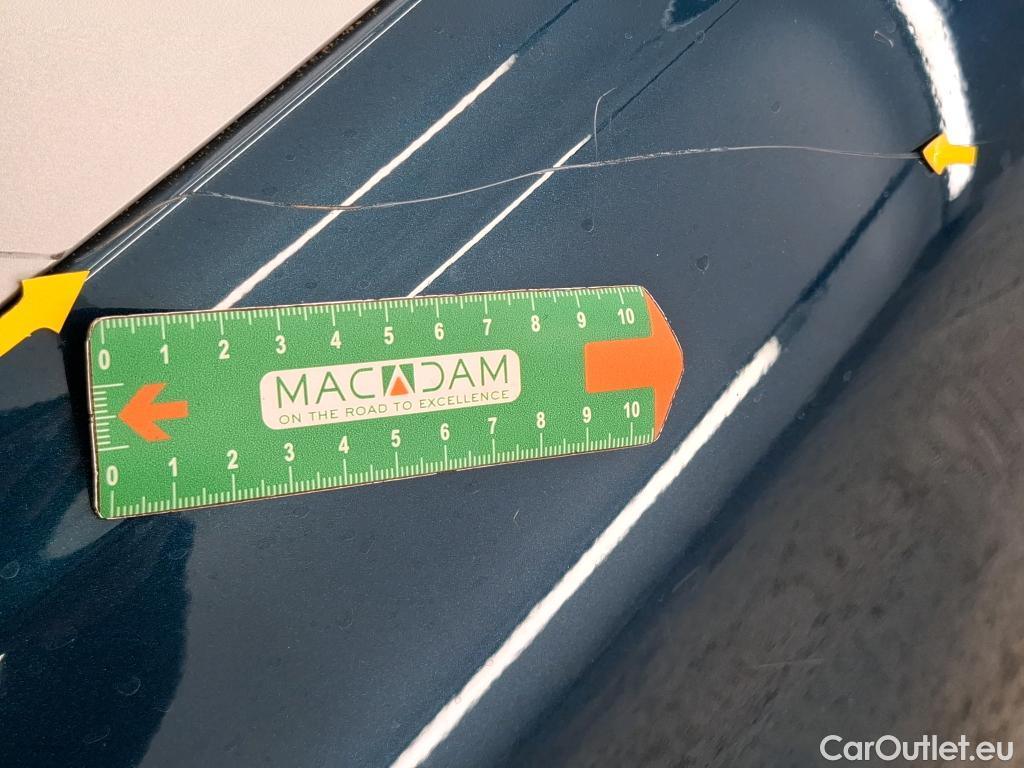 0 1 2 3 4 5 6 7 8 9 10
MACADAM
ON THE ROAD TO EXCELLENCE
0 1 2 3 4 5 6 7 8 9 10
CarOutlet.eu